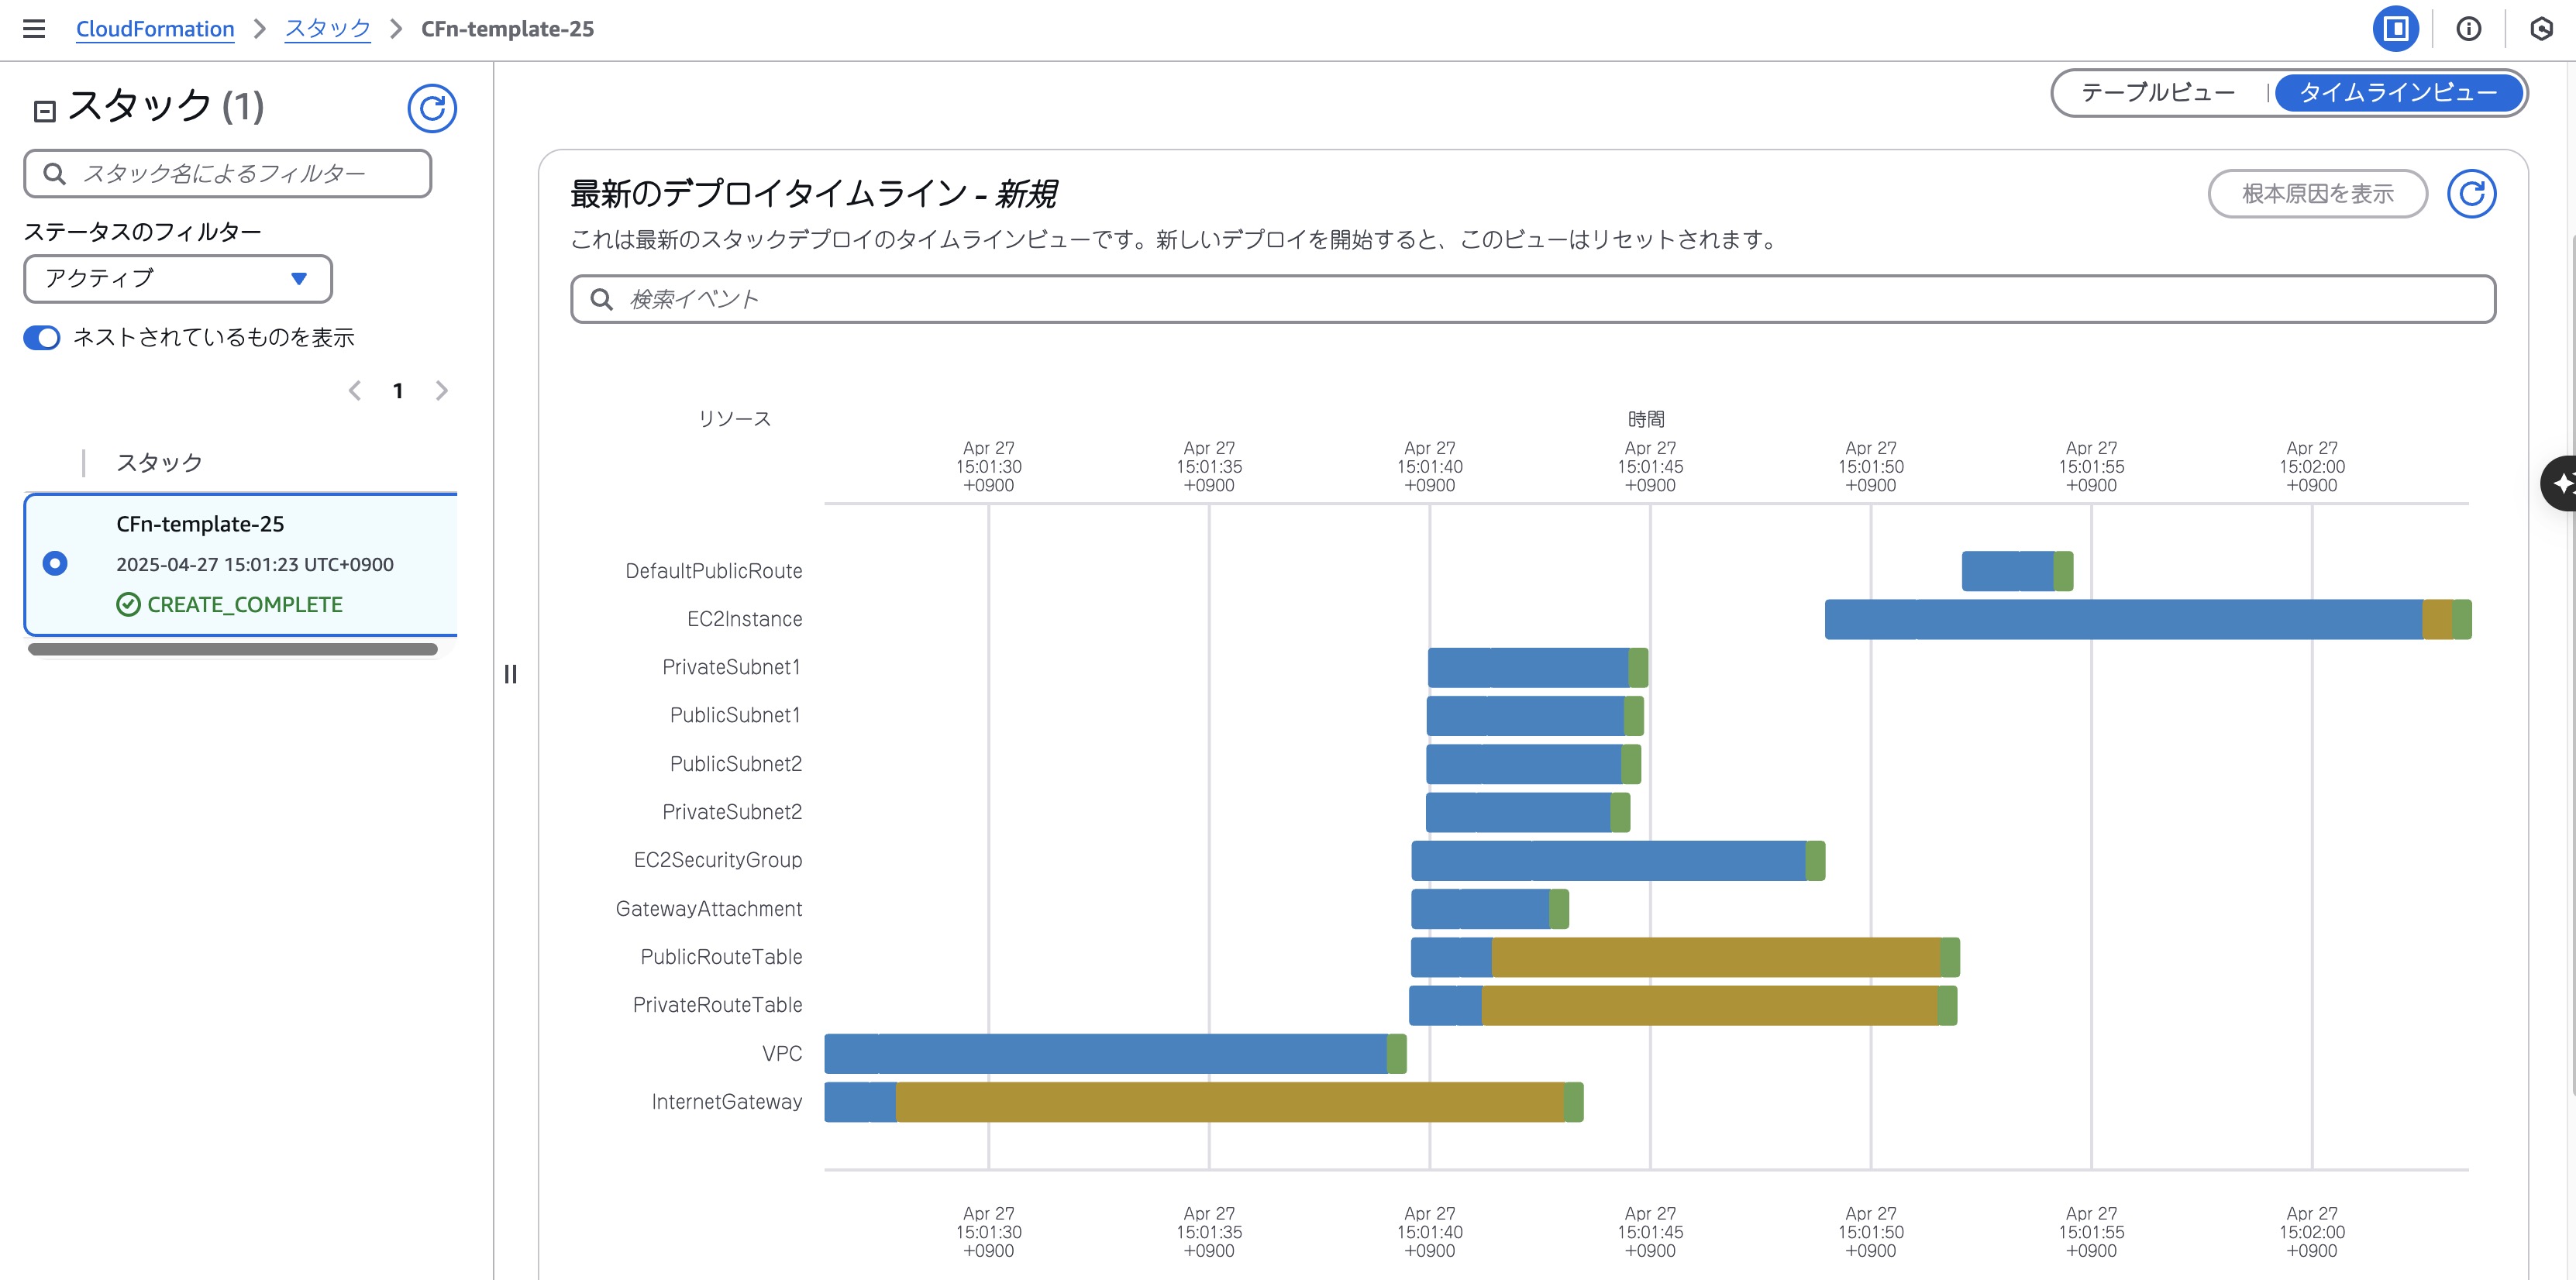 CloudFormation
スタック
CFn-template-25
スタック (1)
スタック名によるフィルター
ステータスのフィルター
アクティブ
ネストされているものを表示
1
スタック
CFn-template-25
2025-04-27 15:01:23 UTC+0900
CREATE_COMPLETE
テーブルビュー
タイムラインビュー
最新のデプロイタイムライン - 新規
根本原因を表示
これは最新のスタックデプロイのタイムラインビューです。新しいデプロイを開始すると、このビューはリセットされます。
検索イベント
リソース
時間
Apr 27
15:01:30
+0900
Apr 27
15:01:35
+0900
Apr 27
15:01:40
+0900
Apr 27
15:01:45
+0900
Apr 27
15:01:50
+0900
Apr 27
15:01:55
+0900
Apr 27
15:02:00
+0900
DefaultPublicRoute
EC2Instance
PrivateSubnet1
PublicSubnet1
PublicSubnet2
PrivateSubnet2
EC2SecurityGroup
GatewayAttachment
PublicRouteTable
PrivateRouteTable
VPC
InternetGateway
Apr 27
15:01:30
+0900
Apr 27
15:01:35
+0900
Apr 27
15:01:40
+0900
Apr 27
15:01:45
+0900
Apr 27
15:01:50
+0900
Apr 27
15:01:55
+0900
Apr 27
15:02:00
+0900